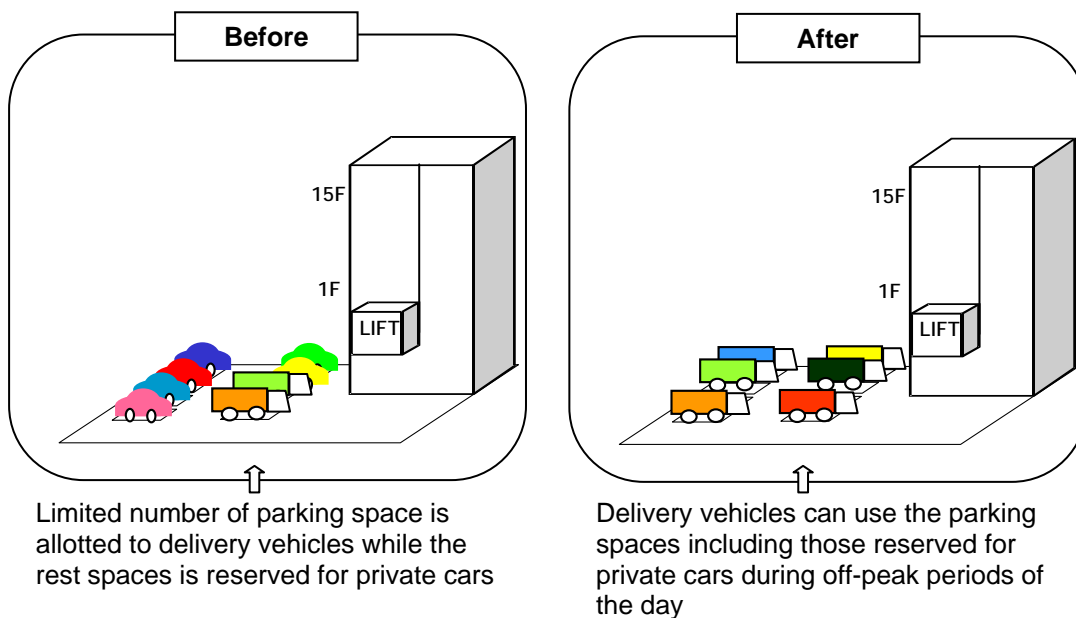 Before
15F
1F
LIFT
Limited number of parking space is
allotted to delivery vehicles while the
rest spaces is reserved for private cars
After
15F
1F
LIFT
Delivery vehicles can use the parking
spaces including those reserved for
private cars during off-peak periods of
the day